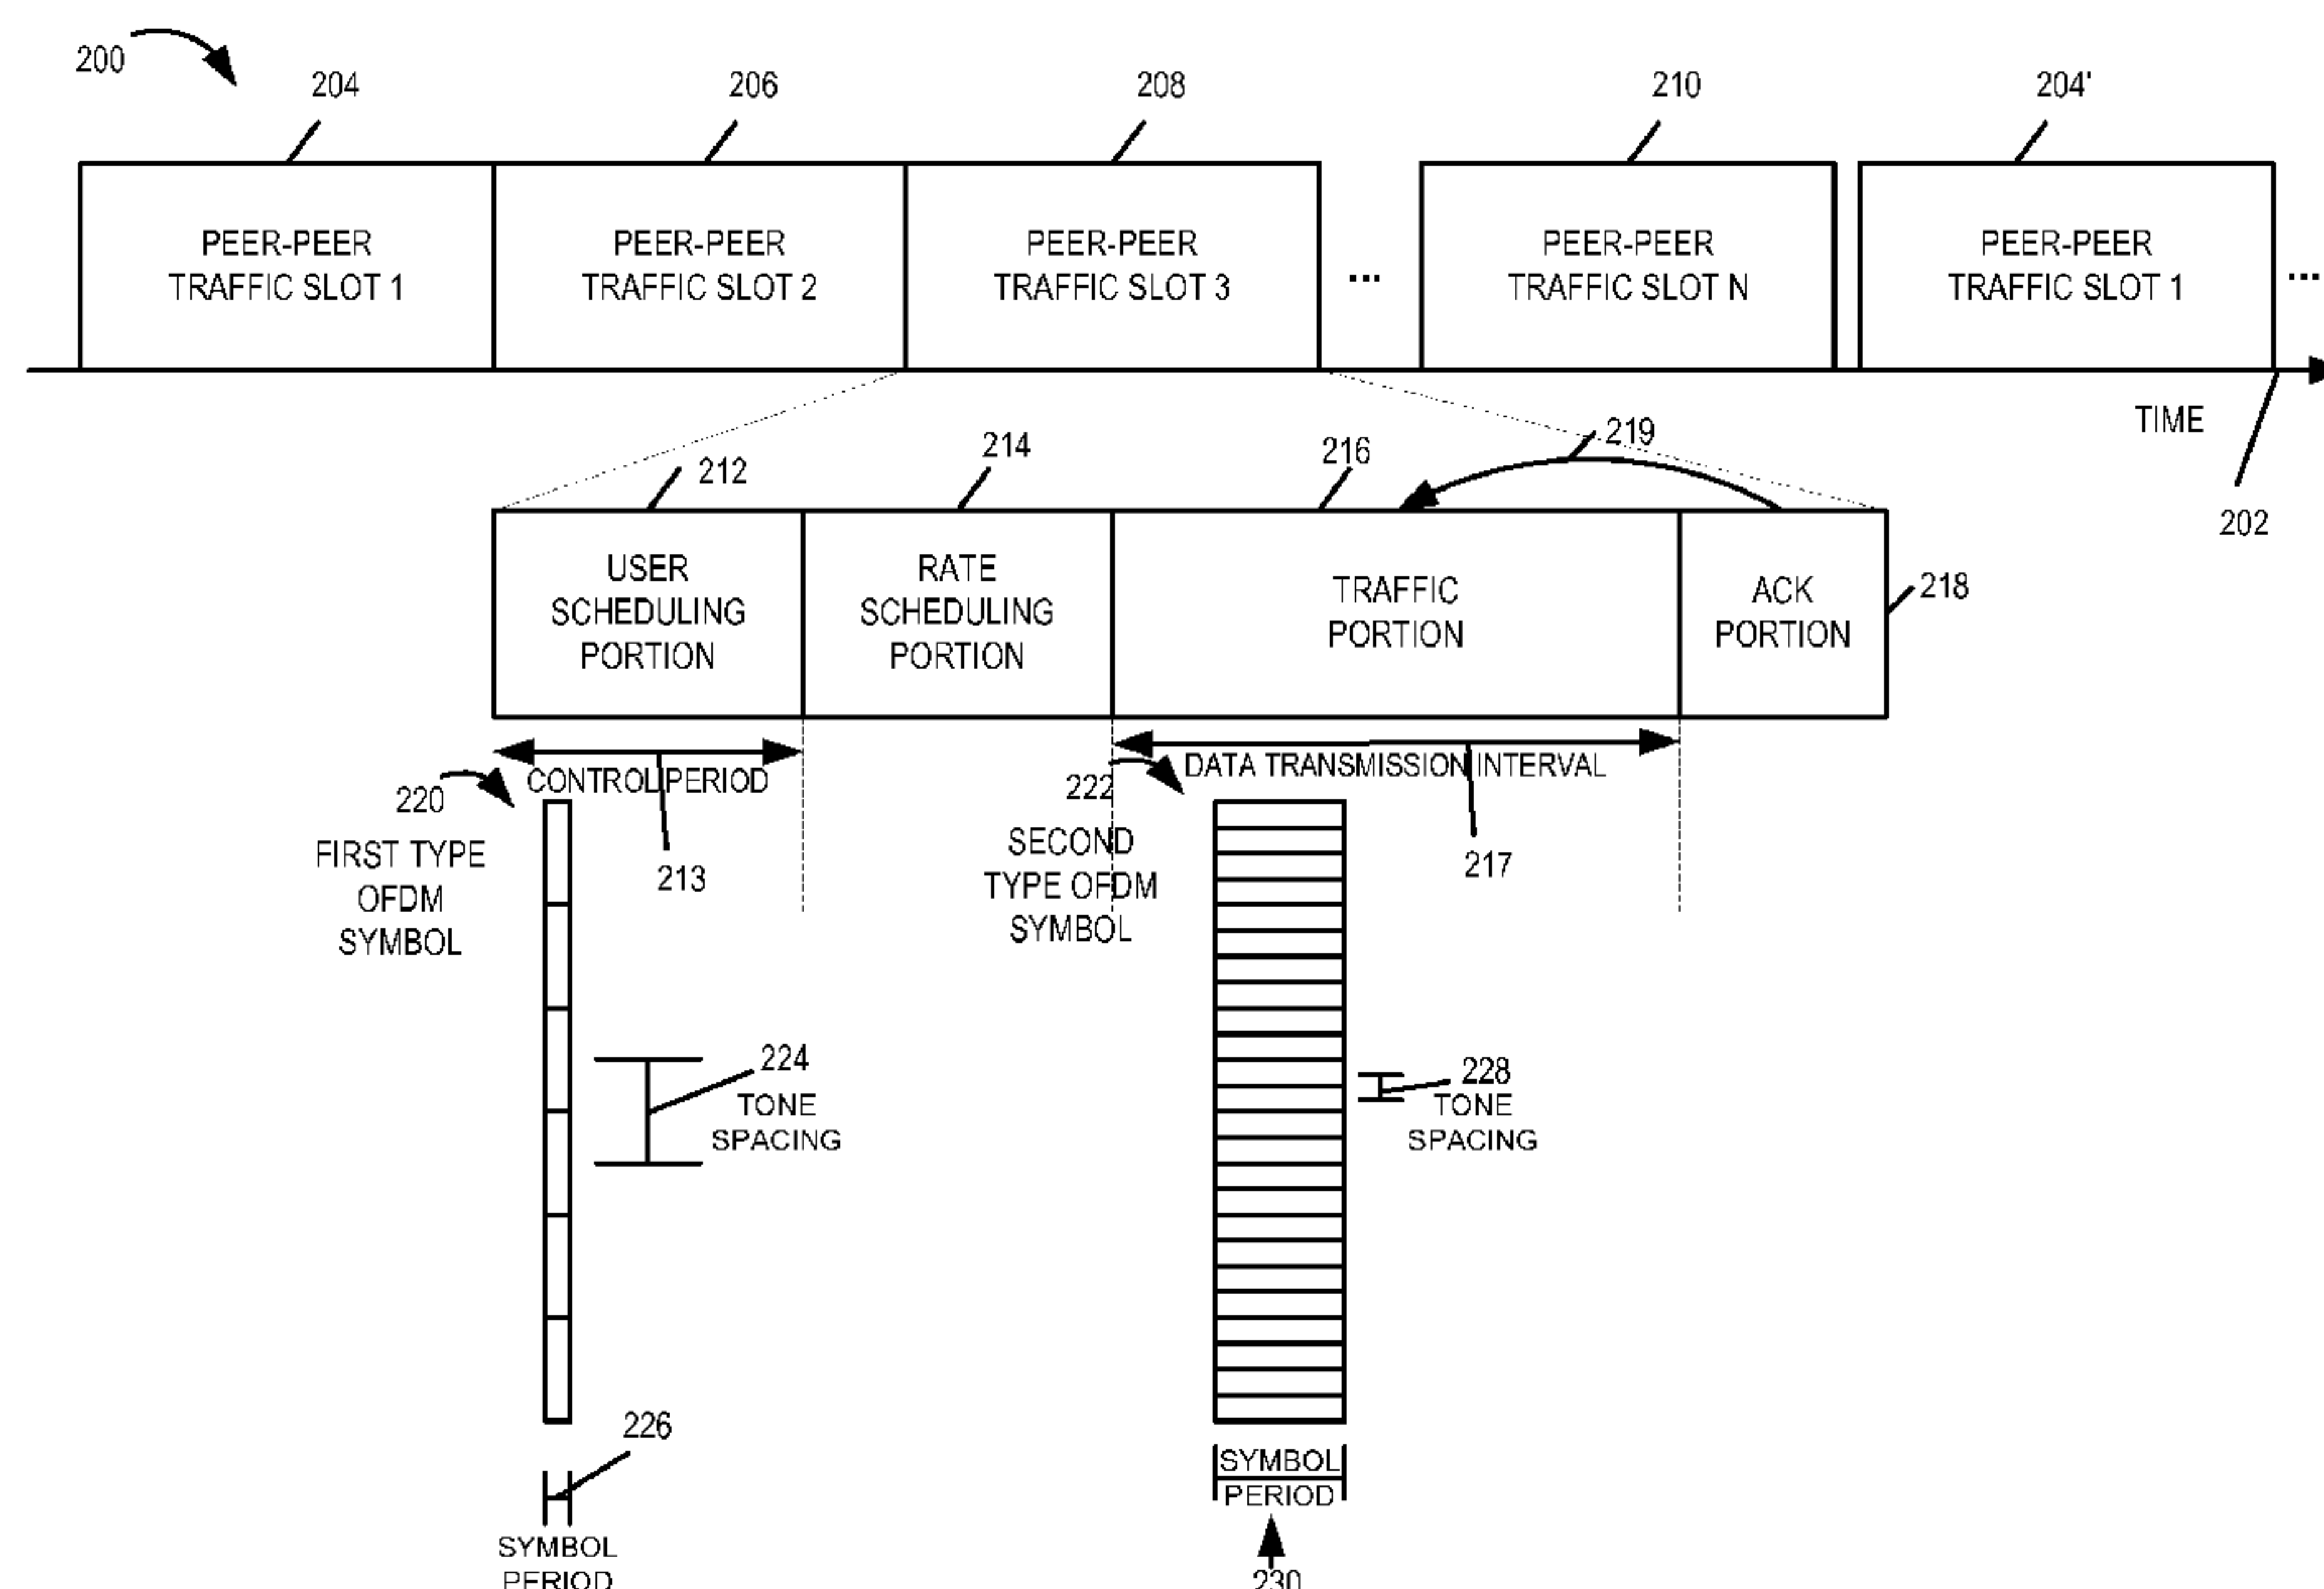 200
204
206
208
210
204'
PEER-PEER
TRAFFIC SLOT 1
PEER-PEER
TRAFFIC SLOT 2
PEER-PEER
TRAFFIC SLOT 3
...
PEER-PEER
TRAFFIC SLOT N
PEER-PEER
TRAFFIC SLOT 1
...
TIME
202
212
214
216
219
USER
SCHEDULING
PORTION
RATE
SCHEDULING
PORTION
TRAFFIC
PORTION
ACK
PORTION
218
CONTROL PERIOD
213
DATA TRANSMISSION INTERVAL
217
220
FIRST TYPE
OFDM
SYMBOL
222
SECOND
TYPE OFDM
SYMBOL
224
TONE
SPACING
228
TONE
SPACING
226
SYMBOL
PERIOD
SYMBOL
PERIOD
230